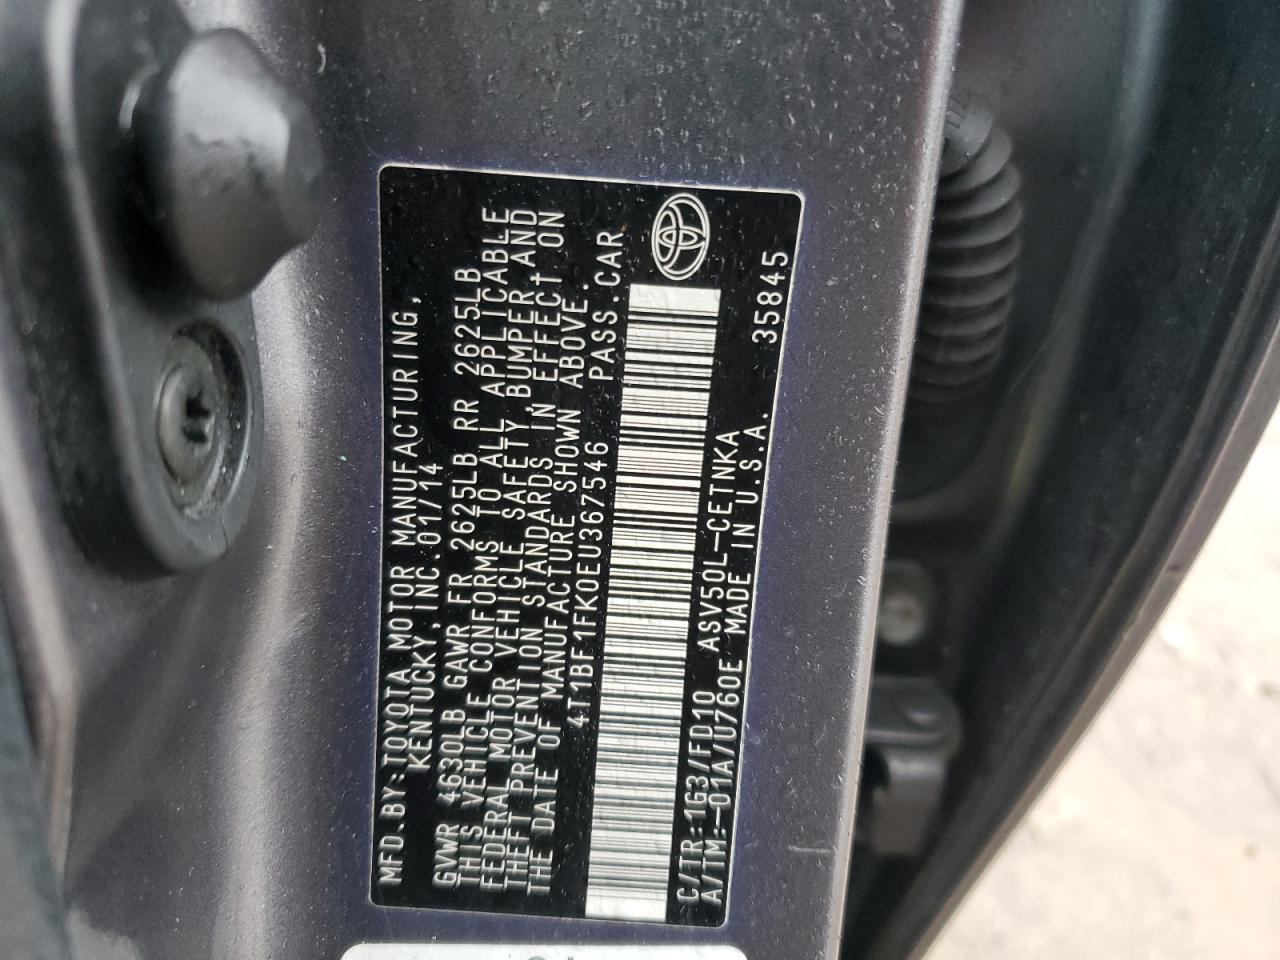 MFD.BY:TOYOTA MOTOR MANUFACTURING,
KENTUCKY,INC.01/14
GVWR 4630LB GAWR FR 2625LB RR 2625LB
THIS VEHICLE CONFORMS TO ALL APPLICABLE
FEDERAL MOTOR VEHICLE SAFETY,BUMPER,AND
THEFT PREVENTION STANDARDS IN EFFECT ON
THE DATE OF MANUFACTURE SHOWN ABOVE.
4T1BF1FK0EU367546 PASS.CAR
C/TR:1G3/FD10 ASV50L-CETNKA
A/TM:-01A/U760E MADE IN U.S.A. 35845